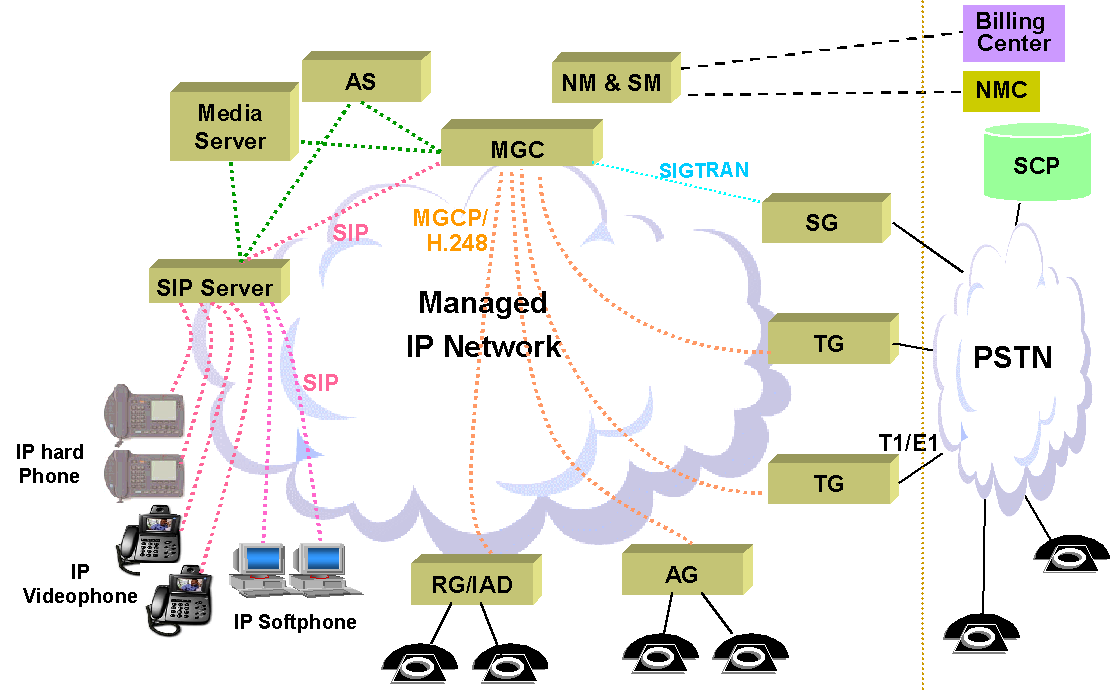 Billing
Center
NM & SM
NMC
AS
Media
Server
MGC
SIGTRAN
SCP
SG
MGCP/
H.248
SIP
SIP Server
Managed
IP Network
TG
PSTN
SIP
T1/E1
TG
IP hard
Phone
IP
Videophone
IP Softphone
RG/IAD
AG